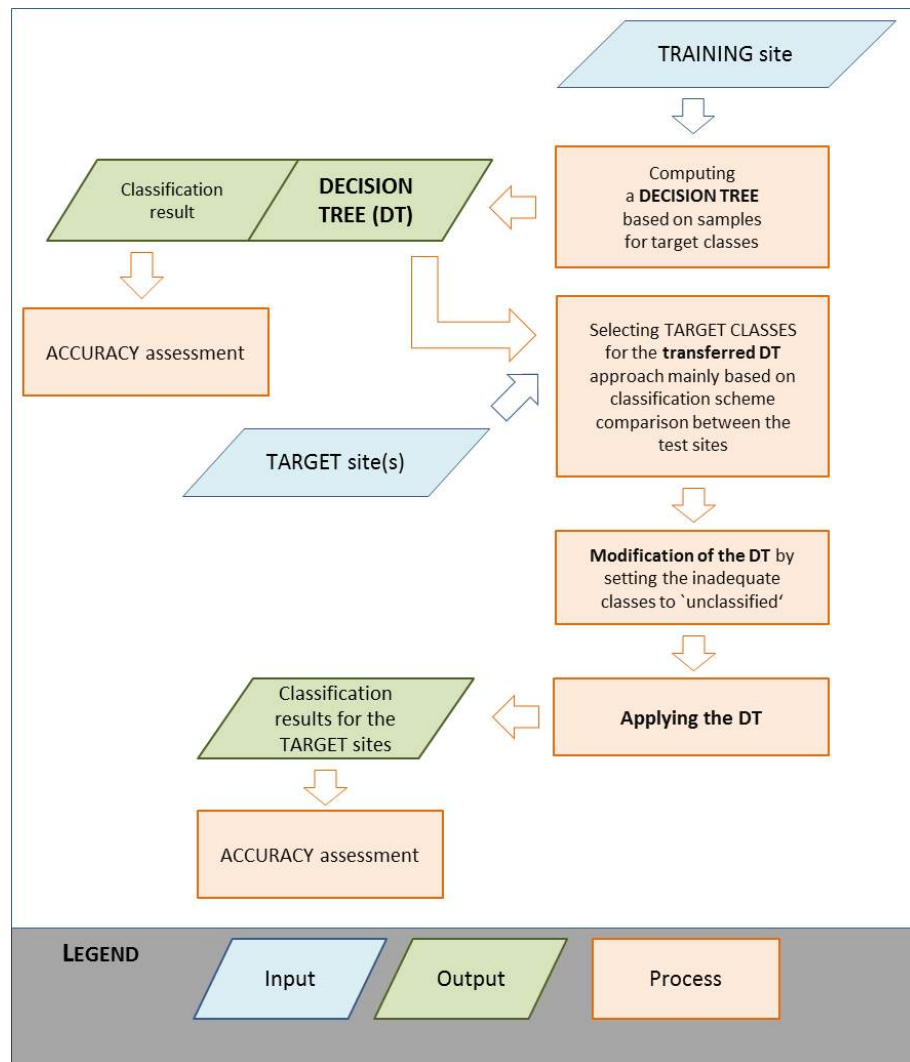 TRAINING site
Computing
a DECISION TREE
based on samples
for target classes
Classification
result
DECISION
TREE (DT)
ACCURACY assessment
Selecting TARGET CLASSES
for the transferred DT
approach mainly based on
classification scheme
comparison between the
test sites
TARGET site(s)
Modification of the DT by
setting the inadequate
classes to `unclassified‘
Applying the DT
Classification
results for the
TARGET sites
ACCURACY assessment
LEGEND
Input
Output
Process